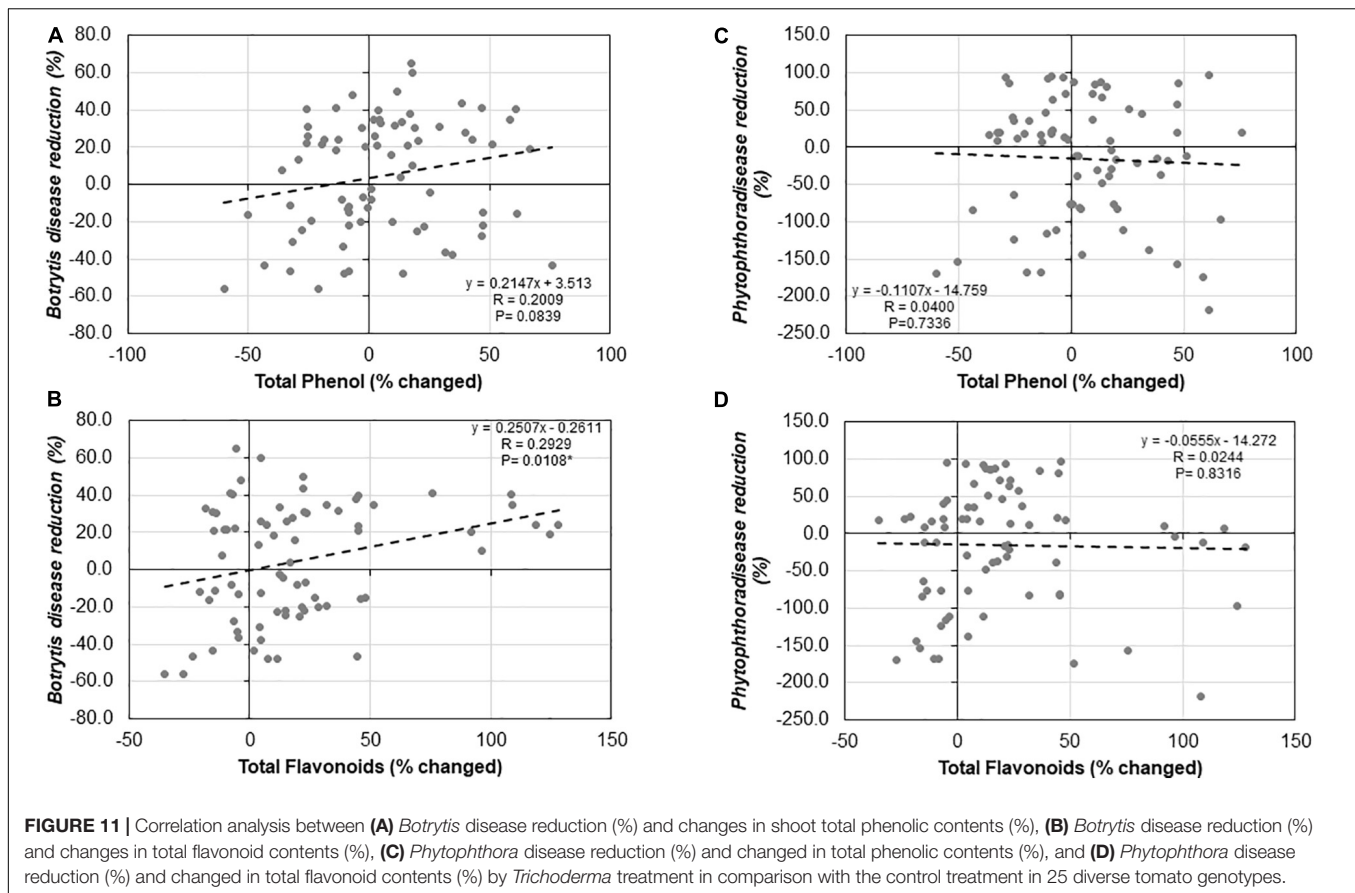 A
80.0
60.0
40.0
20.0
0.0
-20.0
-40.0
-60.0
-80.0
Botrytis disease reduction (%)
y = 0.2147x + 3.513
R = 0.2009
P= 0.0839
-100
-50
0
50
100
Total Phenol (% changed)
B
80.0
60.0
40.0
20.0
0.0
-20.0
-40.0
-60.0
-80.0
Botrytis disease reduction (%)
y = 0.2507x - 0.2611
R = 0.2929
P= 0.0108*
-50
0
50
100
150
Total Flavonoids (% changed)
C
150.0
100.0
50.0
0.0
-50.0
-100.0
-150.0
-200.0
-250.0
Phytophthoradisease reduction
(%)
y = -0.1107x - 14.759
R = 0.0400
P=0.7336
-100
-50
0
50
100
Total Phenol (% changed)
D
150.0
100.0
50.0
0.0
-50.0
-100.0
-150.0
-200.0
-250.0
Phytophthoradisease reduction
(%)
y = -0.0555x - 14.272
R = 0.0244
P= 0.8316
-50
0
50
100
150
Total Flavonoids (% changed)
FIGURE 11 | Correlation analysis between (A) Botrytis disease reduction (%) and changes in shoot total phenolic contents (%), (B) Botrytis disease reduction (%)
and changes in total flavonoid contents (%), (C) Phytophthora disease reduction (%) and changed in total phenolic contents (%), and (D) Phytophthora disease
reduction (%) and changed in total flavonoid contents (%) by Trichoderma treatment in comparison with the control treatment in 25 diverse tomato genotypes.